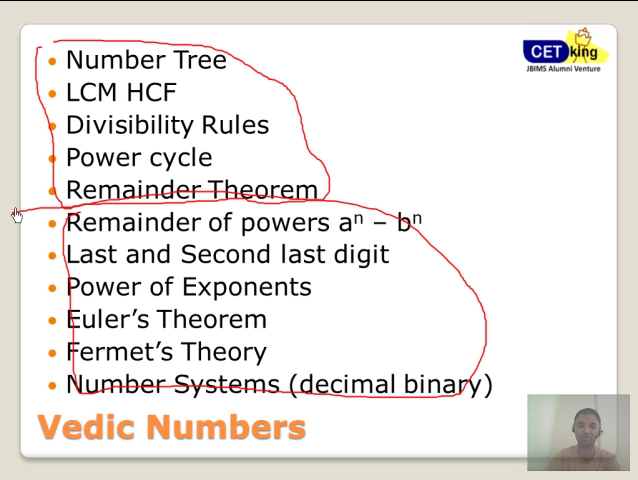 CET king
JBIMS Alumni Venture
Number Tree
LCM HCF
Divisibility Rules
Power cycle
Remainder Theorem
Remainder of powers aⁿ – bⁿ
Last and Second last digit
Power of Exponents
Euler's Theorem
Fermet's Theory
Number Systems (decimal binary)
Vedic Numbers